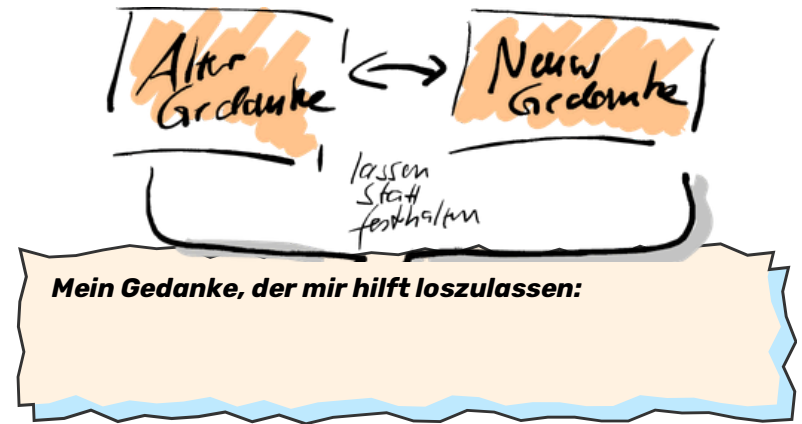 Alter
Gedanke
Neuer
Gedanke
lassen
statt
festhalten
Mein Gedanke, der mir hilft loszulassen: